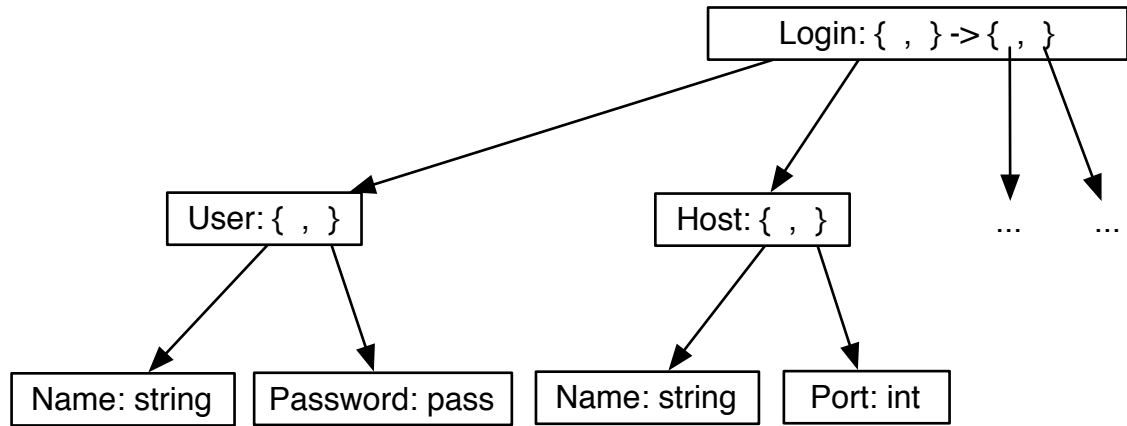 Login: { , } -> { , }
User: { , }
Host: { , }
...
...
Name: string
Password: pass
Name: string
Port: int